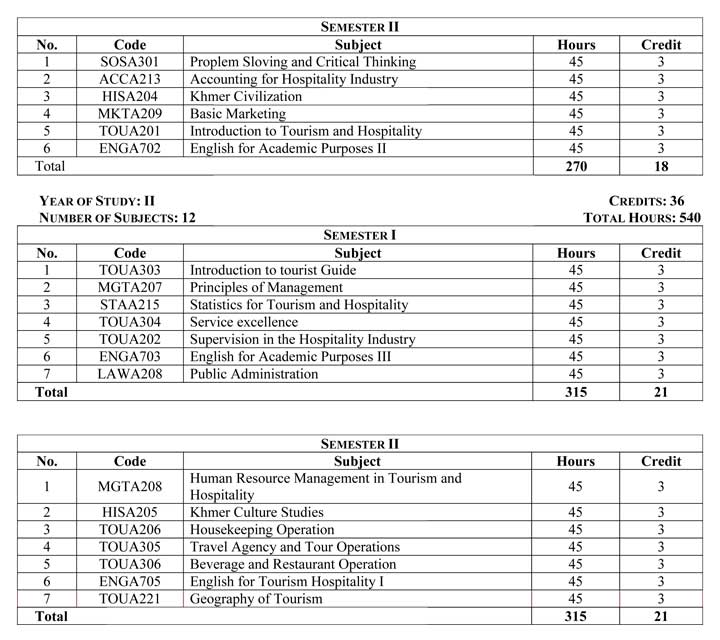 SEMESTER II
No. Code Subject Hours Credit
1 SOSA301 Proplem Sloving and Critical Thinking 45 3
2 ACCA213 Accounting for Hospitality Industry 45 3
3 HISA204 Khmer Civilization 45 3
4 MKTA209 Basic Marketing 45 3
5 TOUA201 Introduction to Tourism and Hospitality 45 3
6 ENGA702 English for Academic Purposes II 45 3
Total 270 18
YEAR OF STUDY: II CREDITS: 36
NUMBER OF SUBJECTS: 12 TOTAL HOURS: 540
SEMESTER I
No. Code Subject Hours Credit
1 TOUA303 Introduction to tourist Guide 45 3
2 MGTA207 Principles of Management 45 3
3 STAA215 Statistics for Tourism and Hospitality 45 3
4 TOUA304 Service excellence 45 3
5 TOUA202 Supervision in the Hospitality Industry 45 3
6 ENGA703 English for Academic Purposes III 45 3
7 LAWA208 Public Administration 45 3
Total 315 21
SEMESTER II
No. Code Subject Hours Credit
1 MGTA208 Human Resource Management in Tourism and
Hospitality 45 3
2 HISA205 Khmer Culture Studies 45 3
3 TOUA206 Housekeeping Operation 45 3
4 TOUA305 Travel Agency and Tour Operations 45 3
5 TOUA306 Beverage and Restaurant Operation 45 3
6 ENGA705 English for Tourism Hospitality I 45 3
7 TOUA221 Geography of Tourism 45 3
Total 315 21